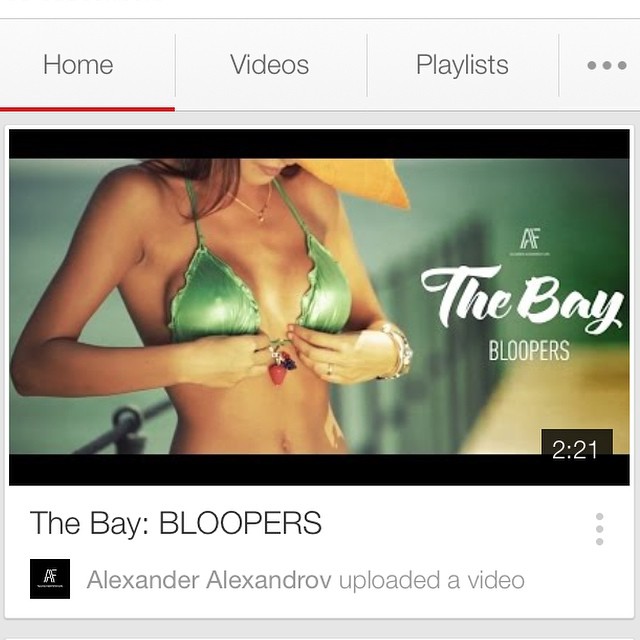 Home
Videos
Playlists
AF
The Bay
BLOOPERS
2:21
The Bay: BLOOPERS
AF
Alexander Alexandrov uploaded a video